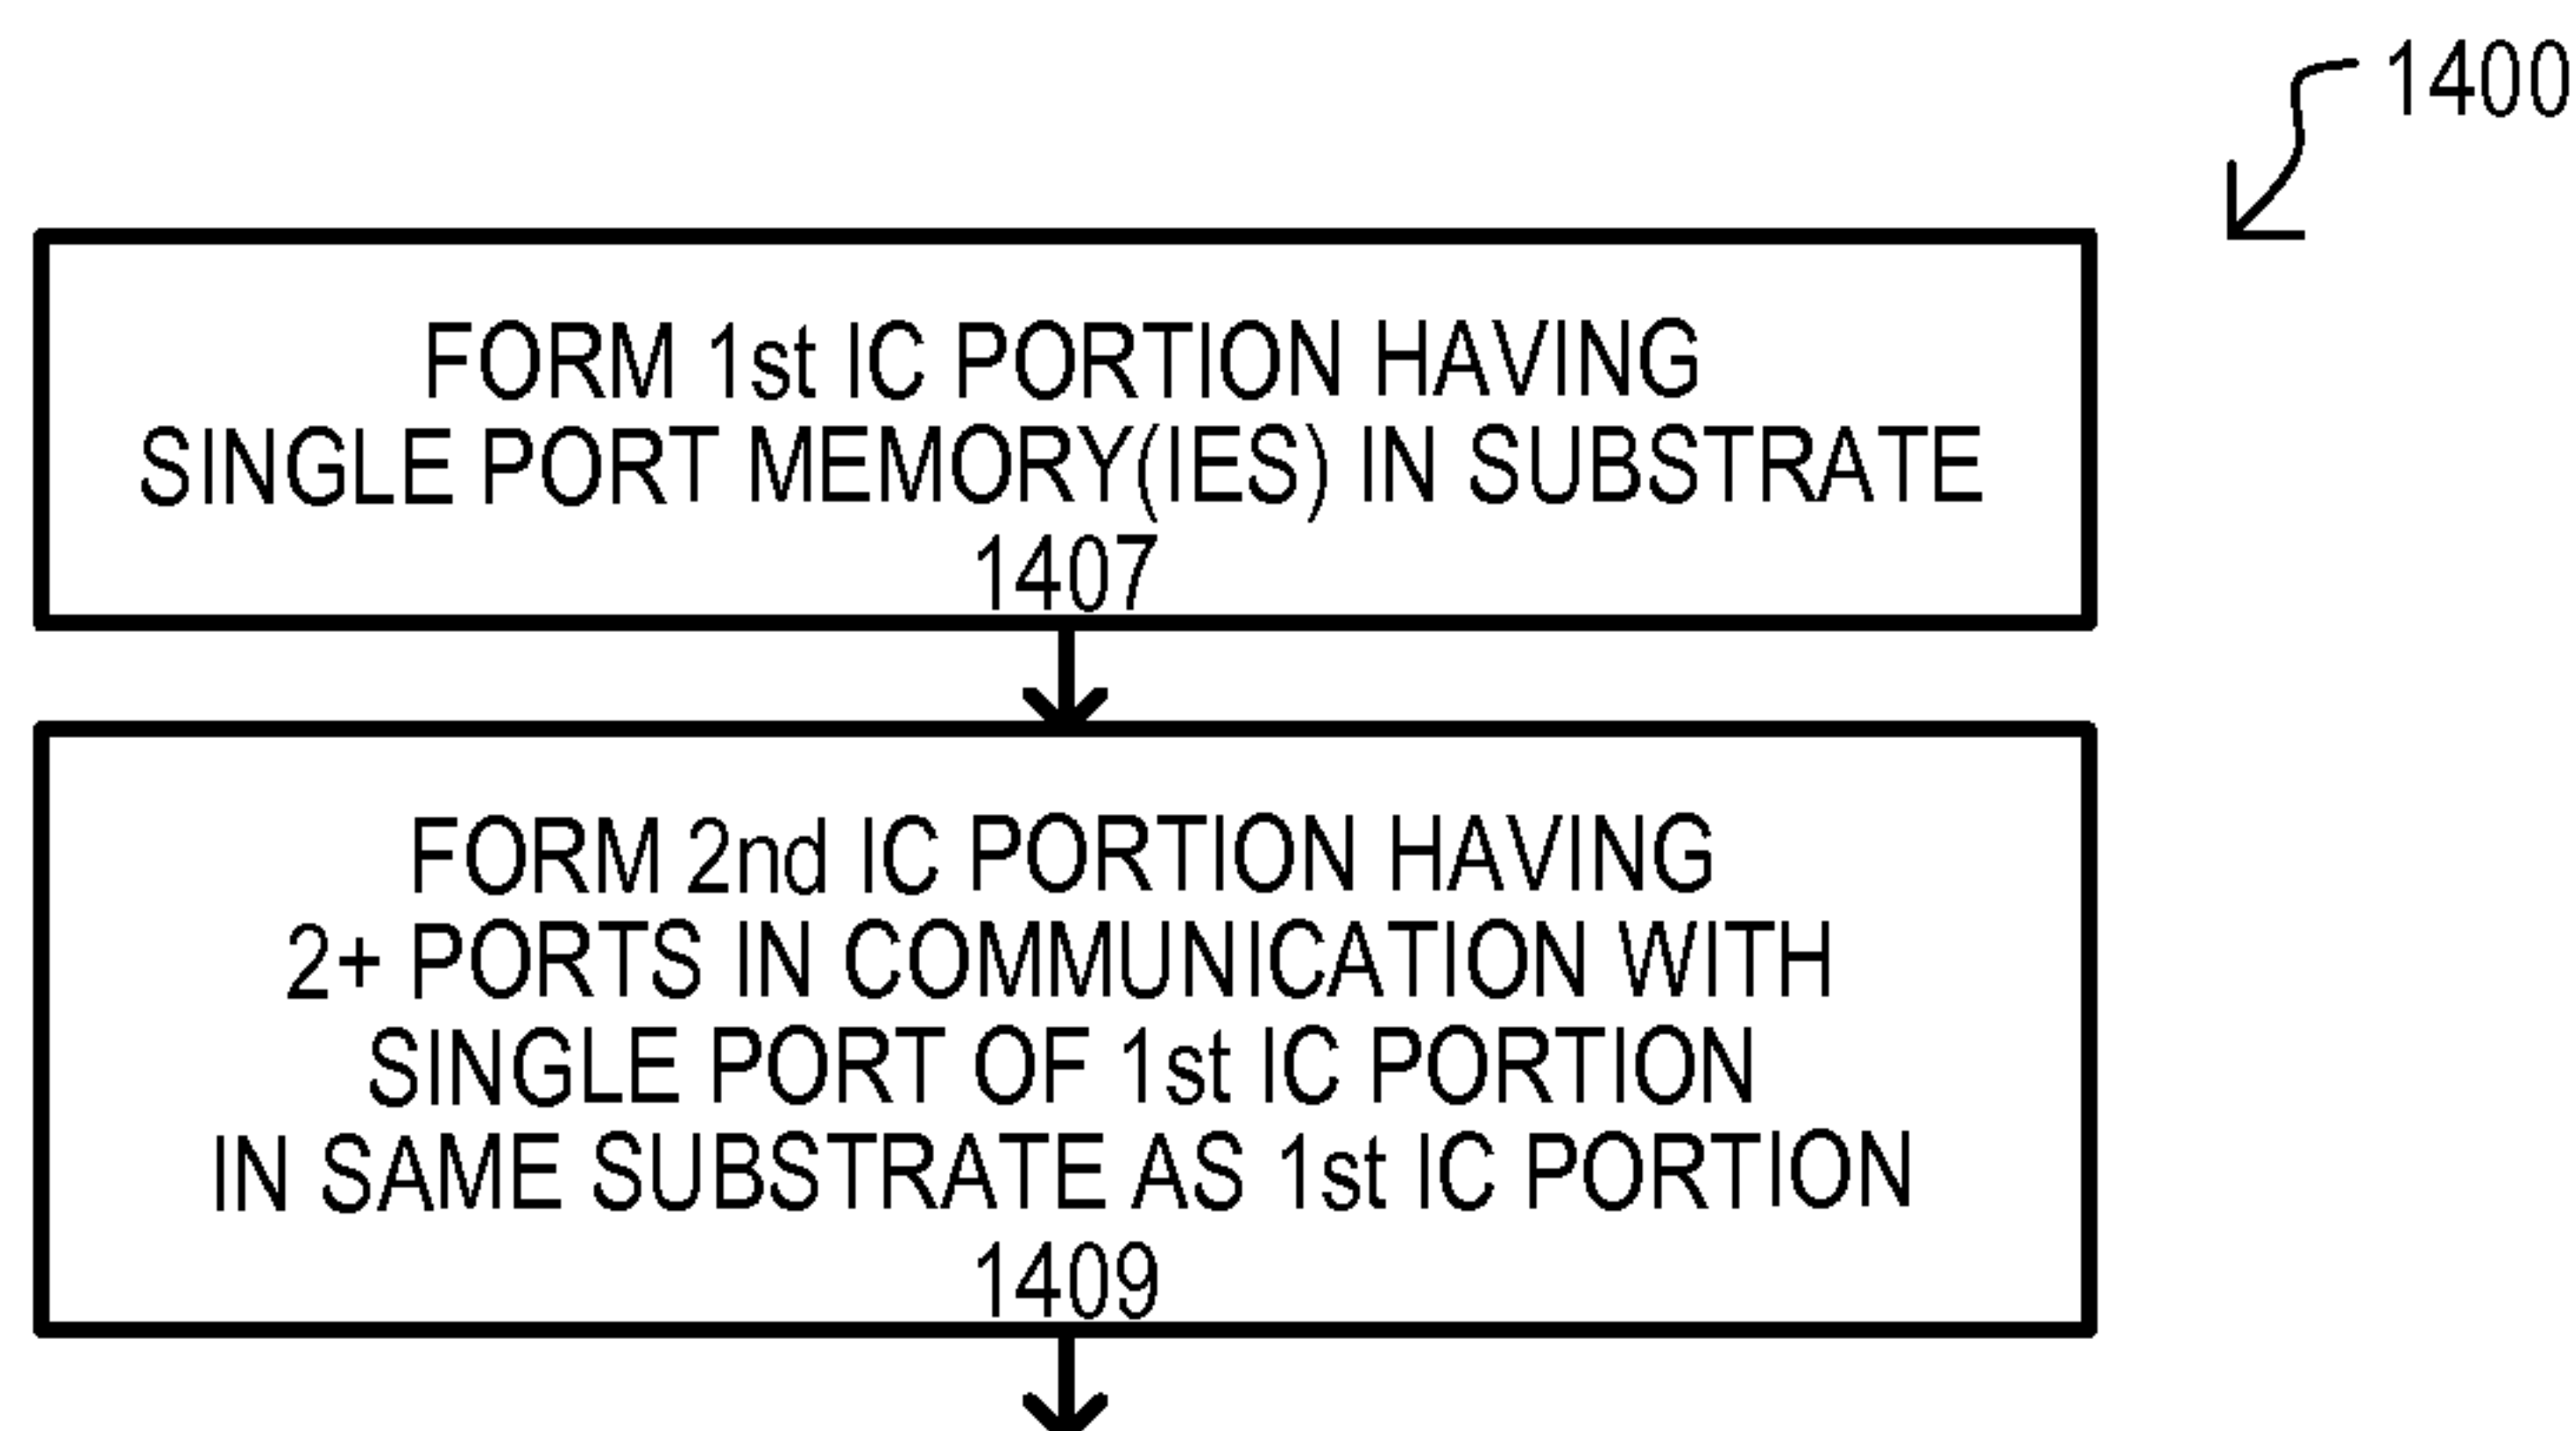 1400
FORM 1st IC PORTION HAVING
SINGLE PORT MEMORY(IES) IN SUBSTRATE
1407
FORM 2nd IC PORTION HAVING
2+ PORTS IN COMMUNICATION WITH
SINGLE PORT OF 1st IC PORTION
IN SAME SUBSTRATE AS 1st IC PORTION
1409